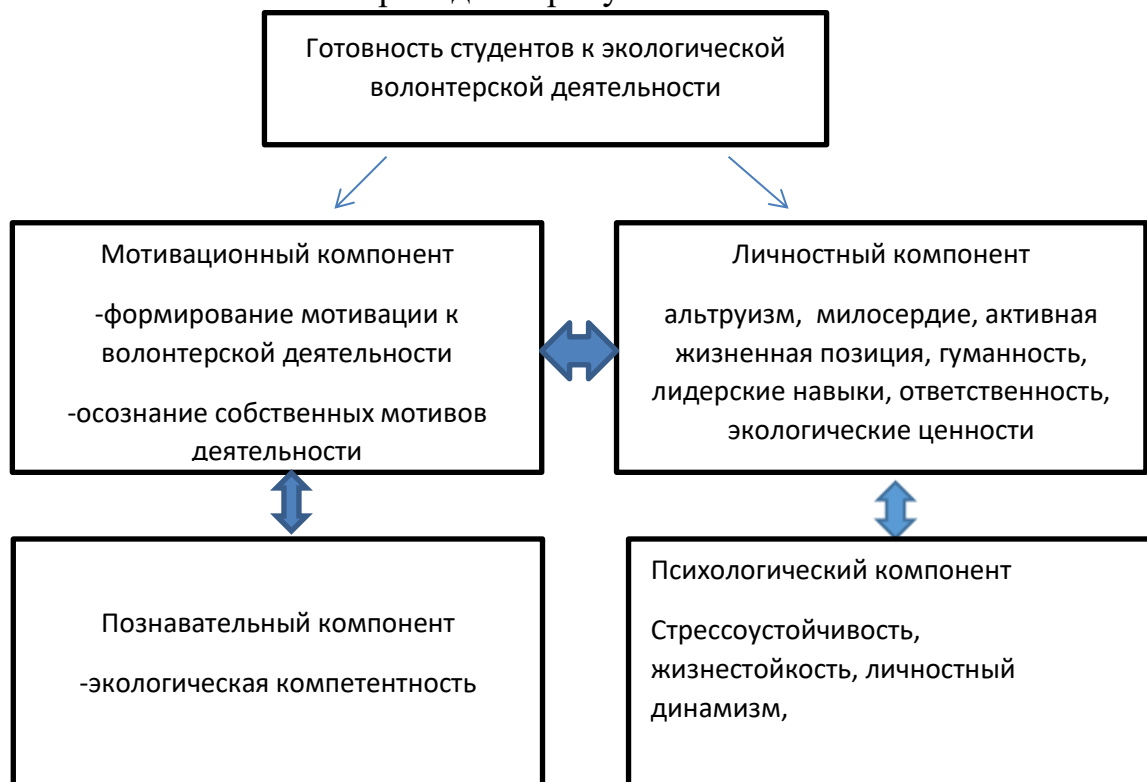 Готовность студентов к экологической
волонтерской деятельности
Мотивационный компонент
-формирование мотивации к
волонтерской деятельности
-осознание собственных мотивов
деятельности
Личностный компонент
альтруизм, милосердие, активная
жизненная позиция, гуманность,
лидерские навыки, ответственность,
экологические ценности
Познавательный компонент
-экологическая компетентность
Психологический компонент
Стрессоустойчивость,
жизнестойкость, личностный
динамизм,